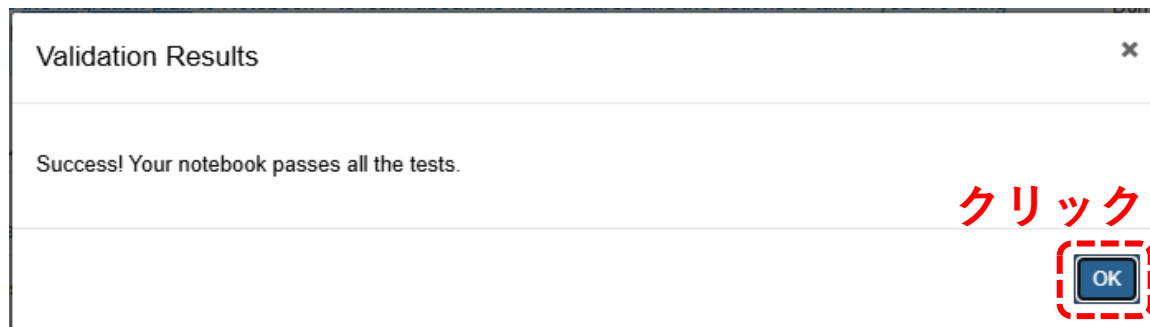 Validation Results
×
Success! Your notebook passes all the tests.
クリック
OK